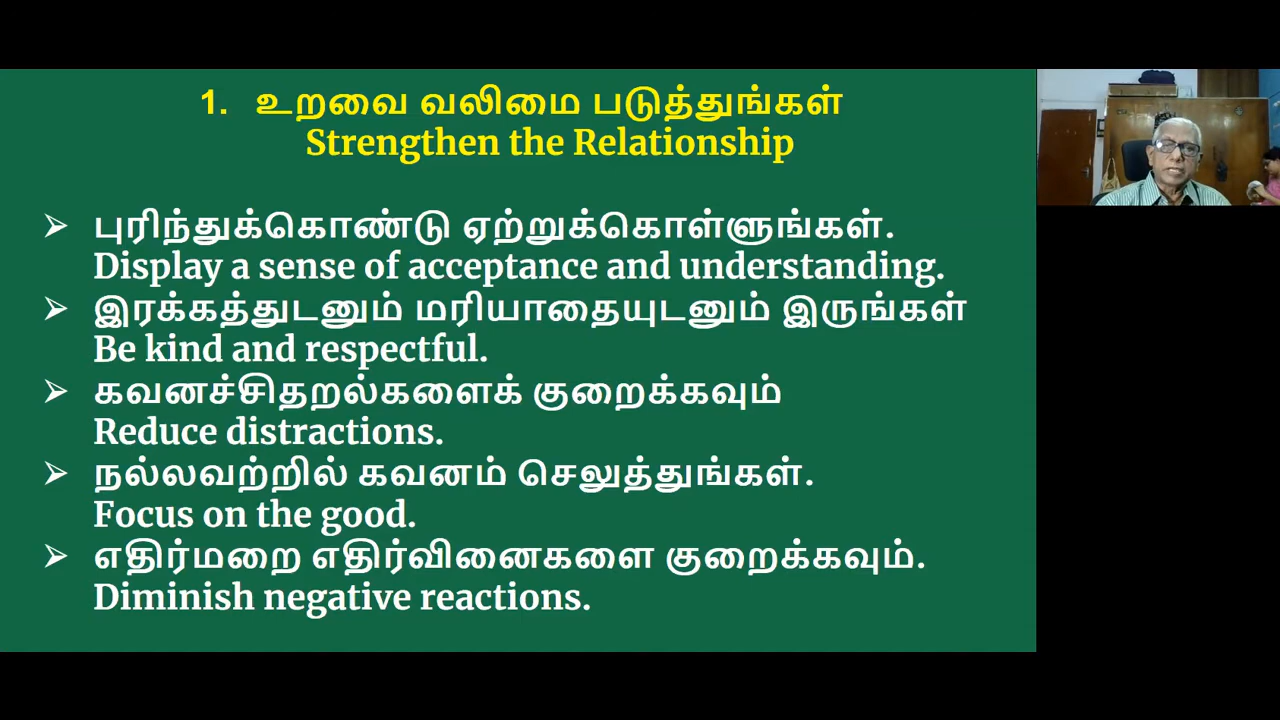 1. உறவை வலிமை படுத்துங்கள்
Strengthen the Relationship
➢ புரிந்துக்கொண்டு ஏற்றுக்கொள்ளுங்கள்.
Display a sense of acceptance and understanding.
➢ இரக்கத்துடனும் மரியாதையுடனும் இருங்கள்
Be kind and respectful.
➢ கவனச்சிதறல்களைக் குறைக்கவும்
Reduce distractions.
➢ நல்லவற்றில் கவனம் செலுத்துங்கள்.
Focus on the good.
➢ எதிர்மறை எதிர்வினைகளை குறைக்கவும்.
Diminish negative reactions.